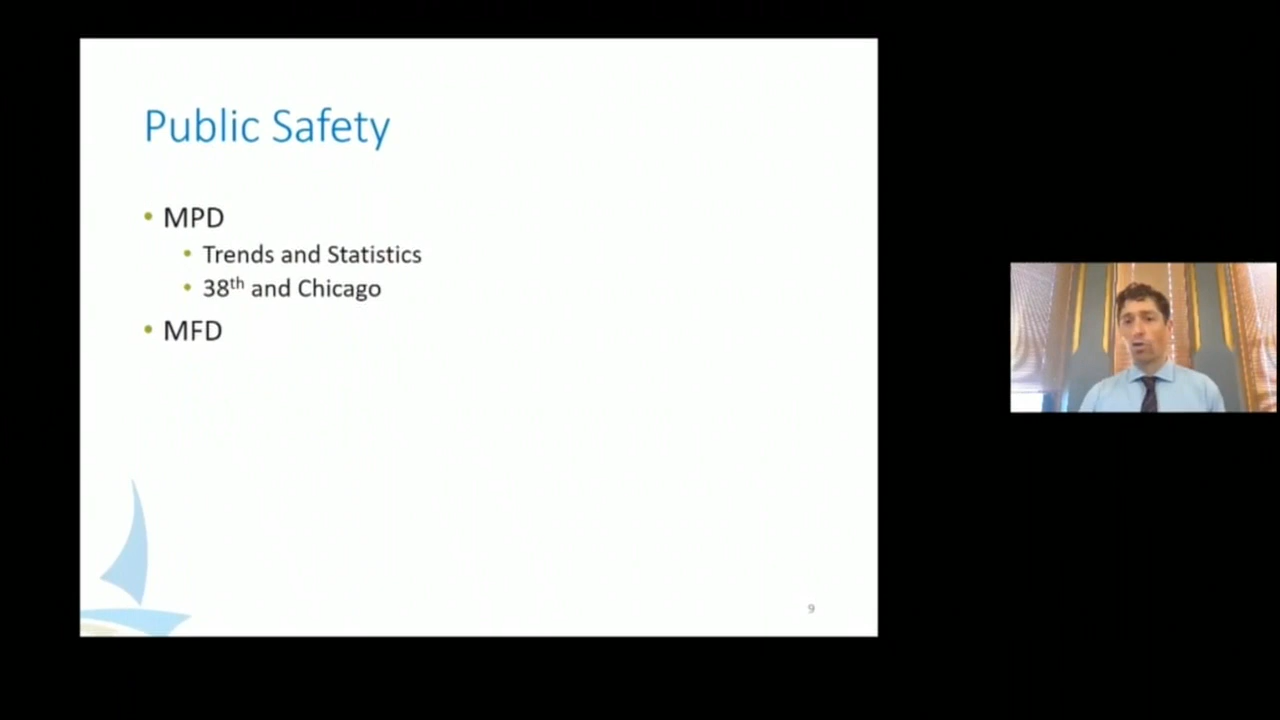 Public Safety
• MPD
• Trends and Statistics
• 38th and Chicago
• MFD
9